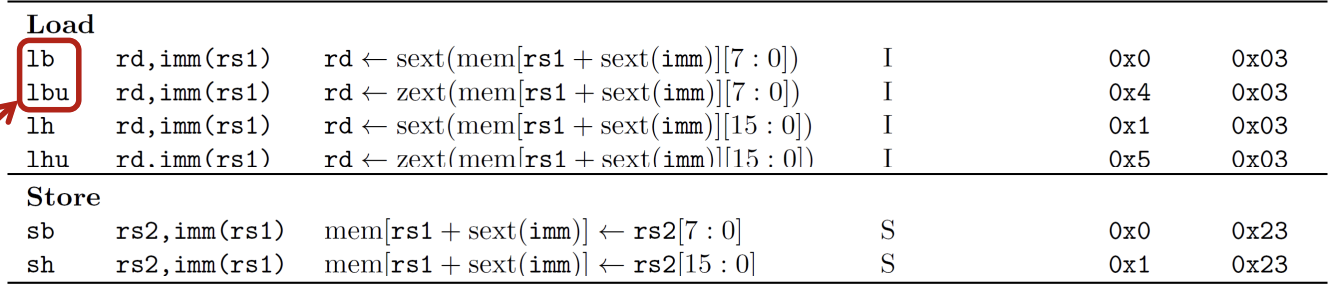 Load
lb rd,imm(rs1) rd ← sext(mem[rs1 + sext(imm)][7 : 0]) I 0x0 0x03
lbu rd,imm(rs1) rd ← zext(mem[rs1 + sext(imm)][7 : 0]) I 0x4 0x03
lh rd,imm(rs1) rd ← sext(mem[rs1 + sext(imm)][15 : 0]) I 0x1 0x03
lhu rd,imm(rs1) rd ← zext(mem[rs1 + sext(imm)][15 : 0]) I 0x5 0x03
Store
sb rs2,imm(rs1) mem[rs1 + sext(imm)] ← rs2[7 : 0] S 0x0 0x23
sh rs2,imm(rs1) mem[rs1 + sext(imm)] ← rs2[15 : 0] S 0x1 0x23